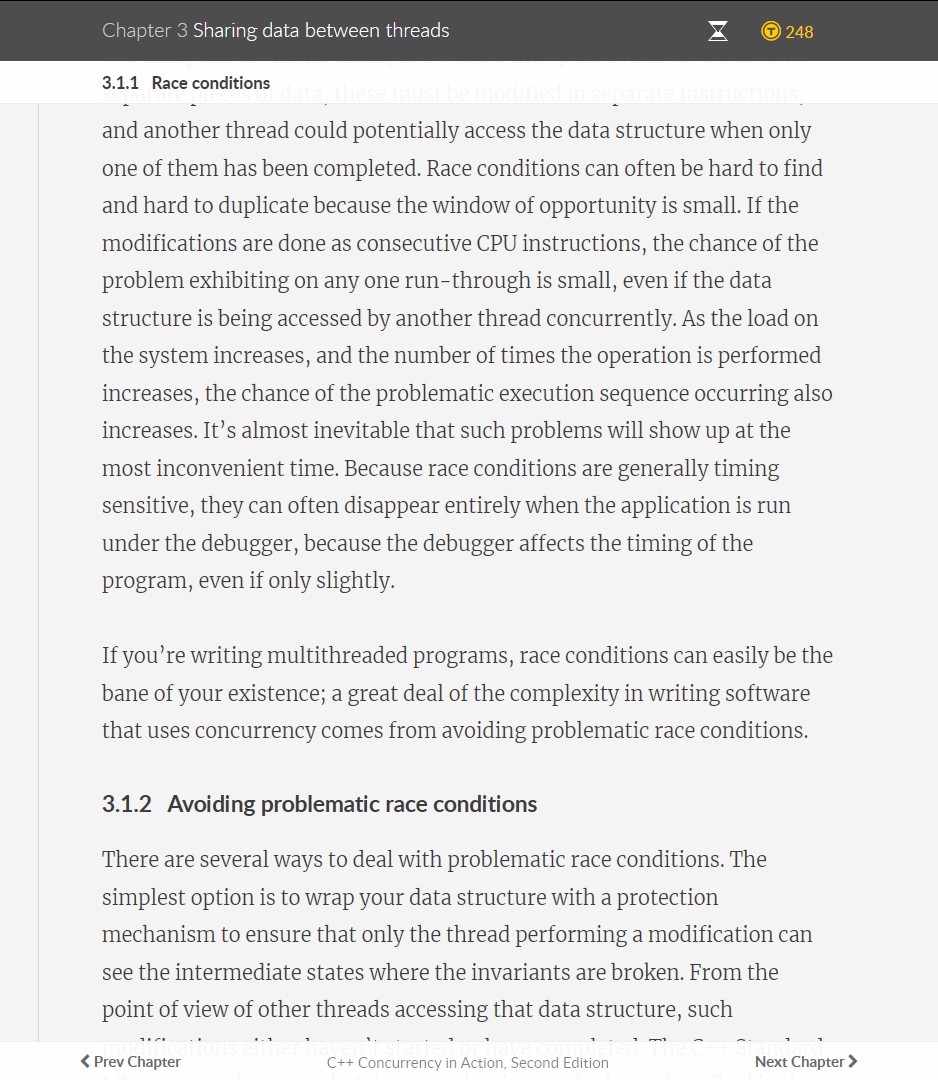 Chapter 3 Sharing data between threads
248
3.1.1 Race conditions
separate pieces of data, these must be modified in separate instructions,
and another thread could potentially access the data structure when only
one of them has been completed. Race conditions can often be hard to find
and hard to duplicate because the window of opportunity is small. If the
modifications are done as consecutive CPU instructions, the chance of the
problem exhibiting on any one run-through is small, even if the data
structure is being accessed by another thread concurrently. As the load on
the system increases, and the number of times the operation is performed
increases, the chance of the problematic execution sequence occurring also
increases. It’s almost inevitable that such problems will show up at the
most inconvenient time. Because race conditions are generally timing
sensitive, they can often disappear entirely when the application is run
under the debugger, because the debugger affects the timing of the
program, even if only slightly.
If you’re writing multithreaded programs, race conditions can easily be the
bane of your existence; a great deal of the complexity in writing software
that uses concurrency comes from avoiding problematic race conditions.
3.1.2 Avoiding problematic race conditions
There are several ways to deal with problematic race conditions. The
simplest option is to wrap your data structure with a protection
mechanism to ensure that only the thread performing a modification can
see the intermediate states where the invariants are broken. From the
point of view of other threads accessing that data structure, such
modifications either haven’t started or have completed. The C++ Standard
Prev Chapter
C++ Concurrency in Action, Second Edition
Next Chapter